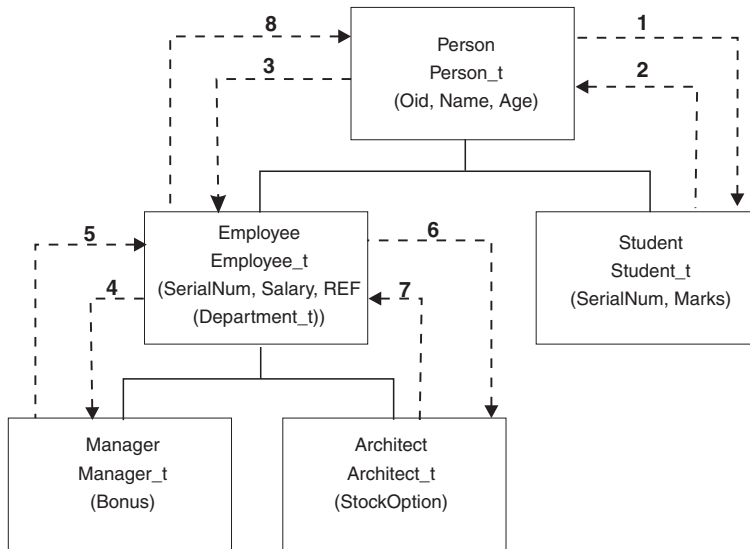 8
1
Person
Person_t
(Oid, Name, Age)
3
2
5
Employee
Employee_t
(SerialNum, Salary, REF
(Department_t))
6
4
7
Student
Student_t
(SerialNum, Marks)
Manager
Manager_t
(Bonus)
Architect
Architect_t
(StockOption)